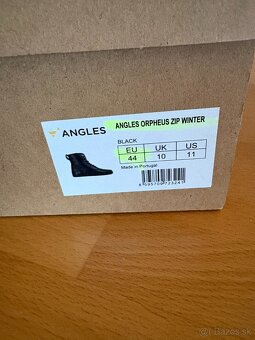 ANGLES
ANGLES ORPHEUS ZIP WINTER
BLACK
EU UK US
44 10 11
Made in Portugal
Bazos.sk